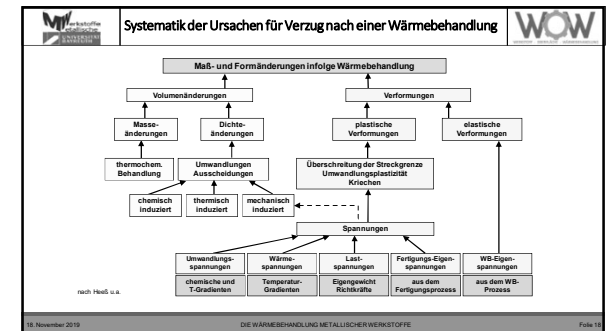 Werkstoffe
Metallische
UNIVERSITÄT
BAYREUTH
Systematik der Ursachen für Verzug nach einer Wärmebehandlung
WOW
Maß- und Formänderungen infolge Wärmebehandlung
Volumenänderungen
Verformungen
Masse-
änderungen
Dichte-
änderungen
plastische
Verformungen
elastische
Verformungen
thermochem.
Behandlung
Umwandlungen
Ausscheidungen
Überschreitung der Streckgrenze
Umwandlungsplastizität
Kriechen
chemisch
induziert
thermisch
induziert
mechanisch
induziert
Spannungen
Umwandlungs-
spannungen
Wärme-
spannungen
Last-
spannungen
Fertigungs-Eigen-
spannungen
WB-Eigen-
spannungen
chemische und
T-Gradienten
Temperatur-
Gradienten
Eigengewicht
Richtkräfte
aus dem
Fertigungsprozess
aus dem WB-
Prozess
nach Heeß u.a.
18. November 2019
DIE WÄRMEBEHANDLUNG METALLISCHER WERKSTOFFE
Folie 18